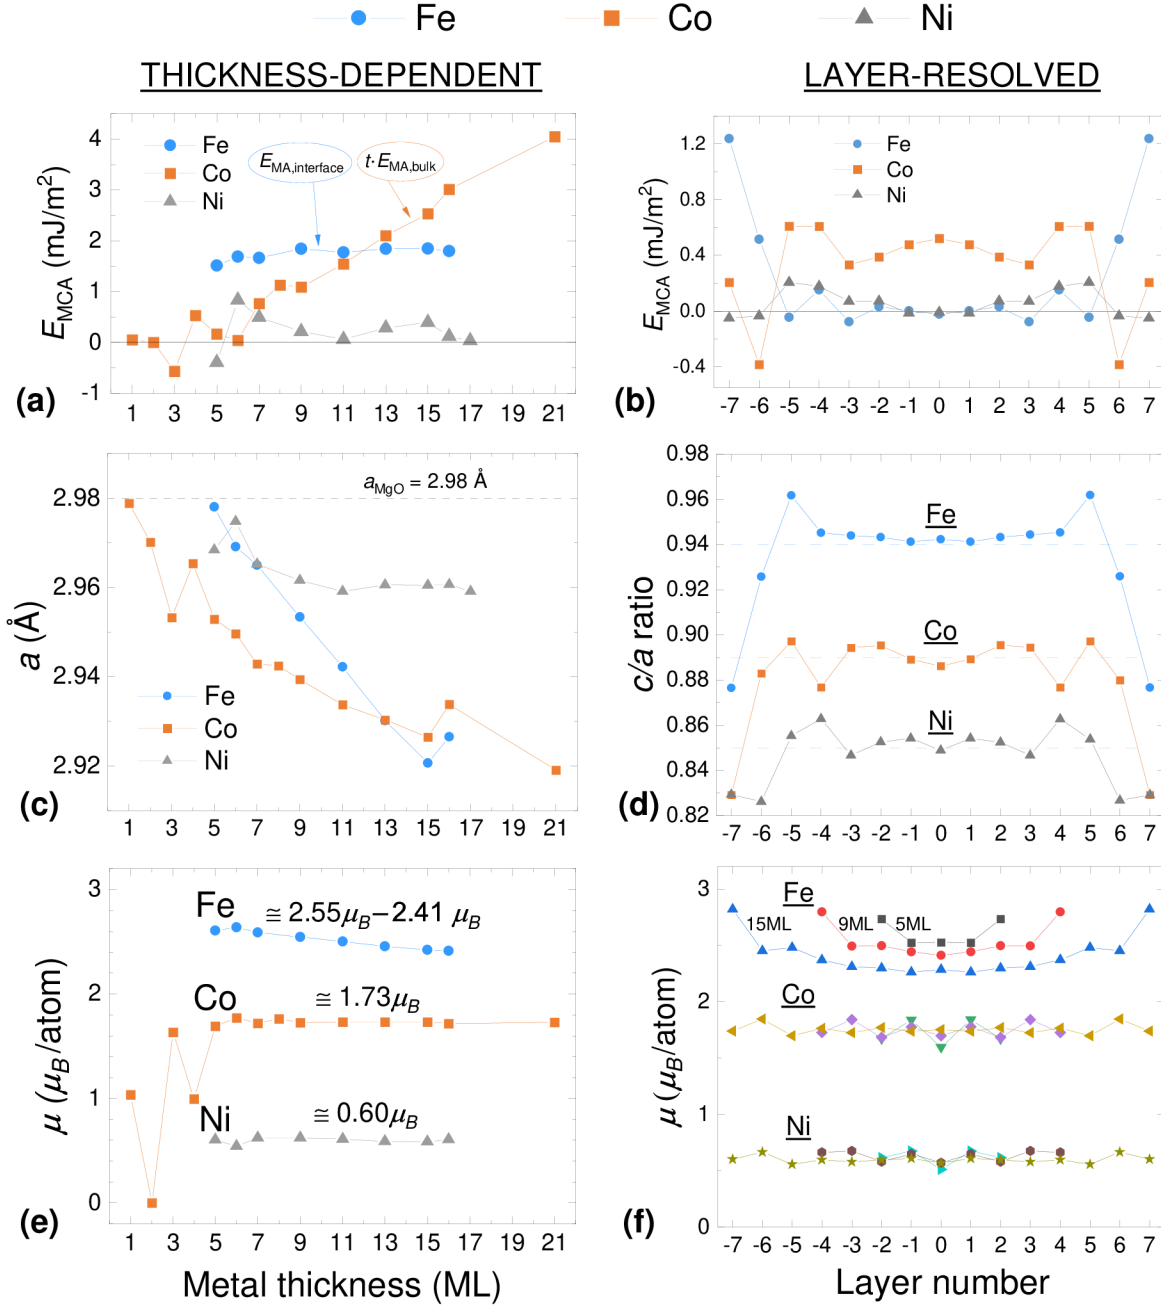 Fe Co Ni
THICKNESS-DEPENDENT
LAYER-RESOLVED
E_MCA (mJ/m²)
4
3
2
1
0
-1
Fe
Co
Ni
E_MA,interface
t·E_MA,bulk
1 3 5 7 9 11 13 15 17 19 21
(a)
E_MCA (mJ/m²)
1.2
0.8
0.4
0.0
-0.4
Fe
Co
Ni
-7 -6 -5 -4 -3 -2 -1 0 1 2 3 4 5 6 7
(b)
a (Å)
2.98
2.96
2.94
2.92
a_MgO = 2.98 Å
Fe
Co
Ni
1 3 5 7 9 11 13 15 17 19 21
(c)
c/a ratio
0.98
0.96
0.94
0.92
0.90
0.88
0.86
0.84
0.82
Fe
Co
Ni
-7 -6 -5 -4 -3 -2 -1 0 1 2 3 4 5 6 7
(d)
μ (μ_B/atom)
3
2
1
0
Fe
≅ 2.55μ_B−2.41 μ_B
Co
≅ 1.73μ_B
Ni
≅ 0.60μ_B
1 3 5 7 9 11 13 15 17 19 21
(e)
Metal thickness (ML)
μ (μ_B/atom)
3
2
1
0
Fe
15ML 9ML 5ML
Co
Ni
-7 -6 -5 -4 -3 -2 -1 0 1 2 3 4 5 6 7
(f)
Layer number